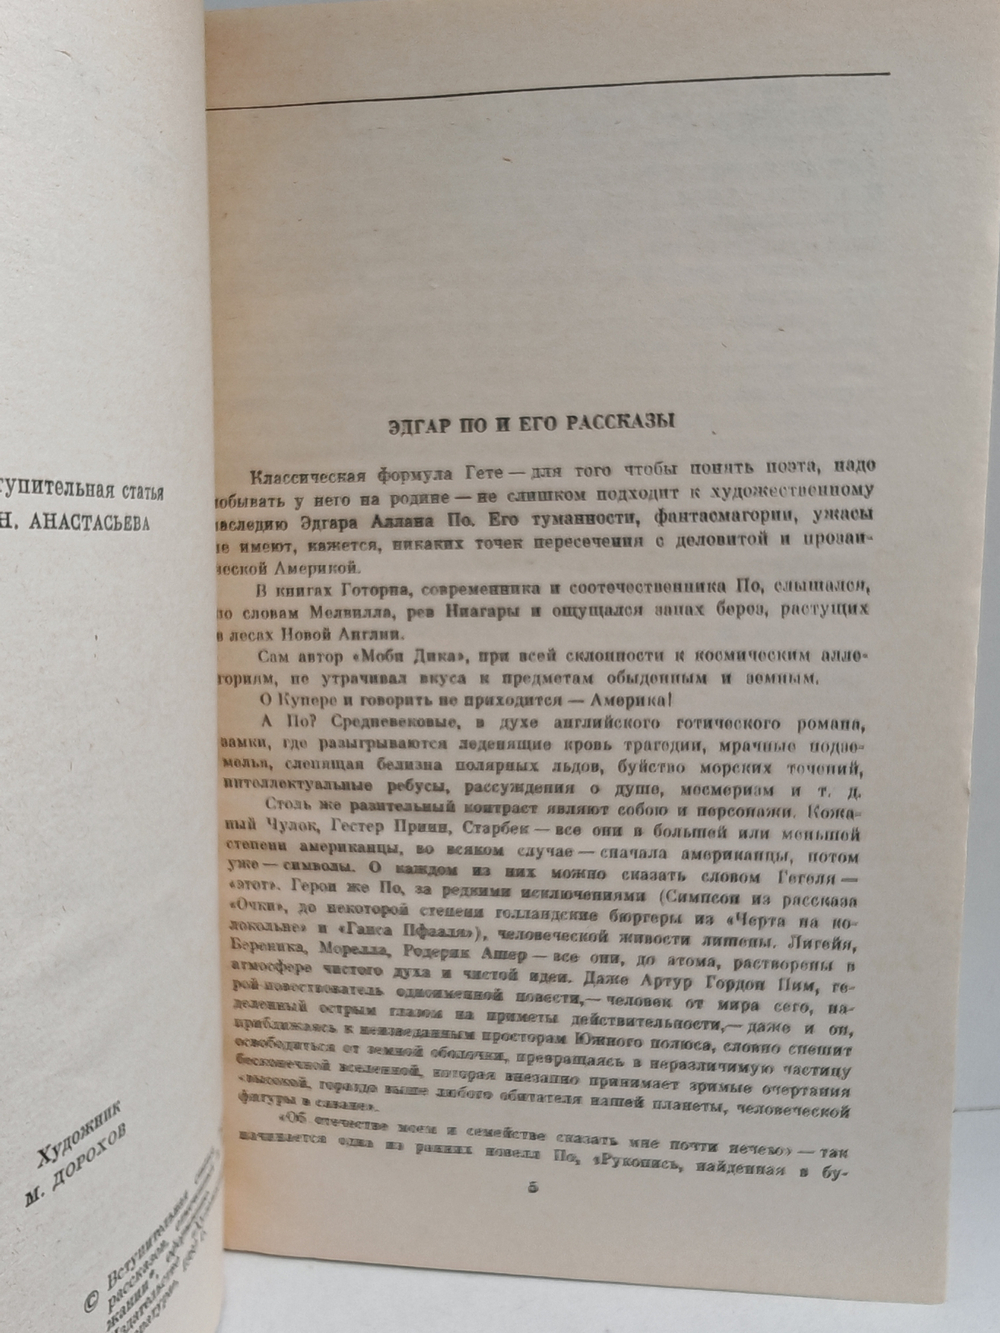 тупительная статья
Н. АНАСТАСЬЕВА
Художник
М. ДОРОХОВ
© Вступительная
рассказов,
ЭДГАР ПО И ЕГО РАССКАЗЫ
Классическая формула Гете — для того чтобы понять поэта, надо
побывать у него на родине — не слишком подходит к художественному
наследию Эдгара Аллана По. Его туманности, фантасмагории, ужасы
не имеют, кажется, никаких точек пересечения с деловитой и прозаи-
ческой Америкой.
В книгах Готорна, современника и соотечественника По, слышался,
по словам Мелвилла, рев Ниагары и ощущался запах берез, растущих
в лесах Новой Англии.
Сам автор «Моби Дика», при всей склонности к космическим алле-
гориям, не утрачивал вкуса к предметам обыденным и земным.
О Купере и говорить не приходится — Америка!
А По? Средневековые, в духе английского готического романа,
замки, где разыгрываются леденящие кровь трагедии, мрачные подзе-
мелья, слепящая белизна полярных льдов, буйство морских течений,
интеллектуальные ребусы, рассуждения о душе, месмеризм и т. д.
Столь же разительный контраст являют собою и персонажи. Кожа-
ный Чулок, Гестер Принн, Старбек — все они в большей или меньшей
степени американцы, во всяком случае — сначала американцы, потом
уже — символы. О каждом из них можно сказать словом Гегеля —
«этот». Герои же По, за редкими исключениями (Симпсон из рассказа
«Очки», до некоторой степени голландские бюргеры из «Черта на ко-
локольне» и «Ганса Пфааля»), человеческой живости лишены. Лигейя,
Береника, Морелла, Родерик Ашер — все они, до атома, растворены в
атмосфере чистого духа и чистой идеи. Даже Артур Гордон Пим, ге-
рой-повествователь одноименной повести, — человек от мира сего, на-
деленный острым глазом на приметы действительности, — даже и он,
приближаясь к неизведанным просторам Южного полюса, словно спешит
освободиться от земной оболочки, превращаясь в неразличимую частицу
бесконечной вселенной, которая внезапно принимает зримые очертания
«высокой, гораздо выше любого обитателя нашей планеты, человеческой
фигуры в саване».
«Об отечестве моем и семействе сказать мне почти нечего» — так
начинается одна из ранних новелл По, «Рукопись, найденная в бу-
5